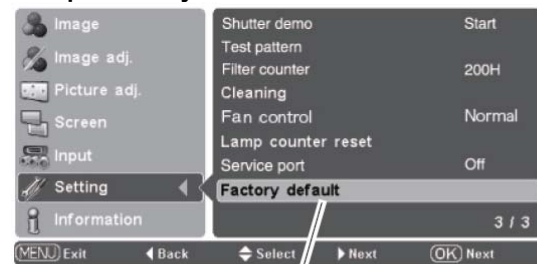 Image
Image adj.
Picture adj.
Screen
Input
Setting
Information
Shutter demo Start
Test pattern
Filter counter 200H
Cleaning
Fan control Normal
Lamp counter reset
Service port Off
Factory default
3 / 3
MENU Exit Back Select Next OK Next